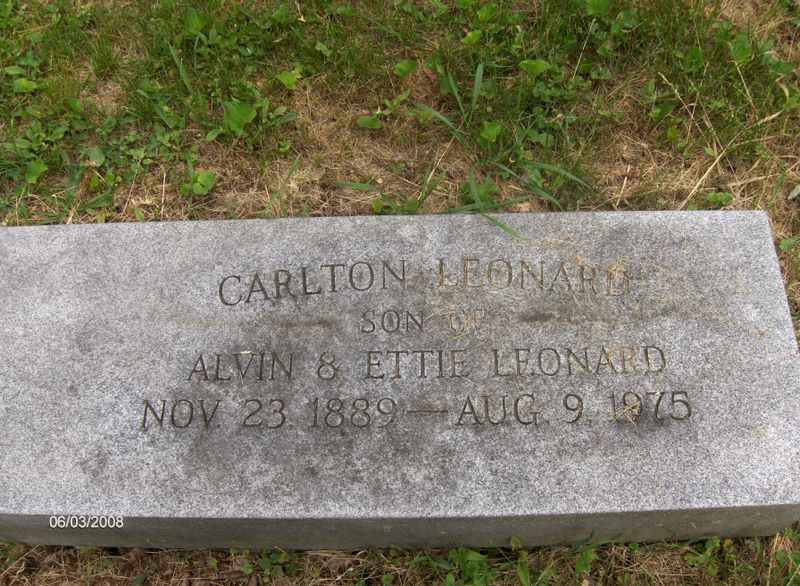 CARLTON LEONARD
SON OF
ALVIN & ETTIE LEONARD
NOV. 23 1889 — AUG. 9, 1975
06/03/2008